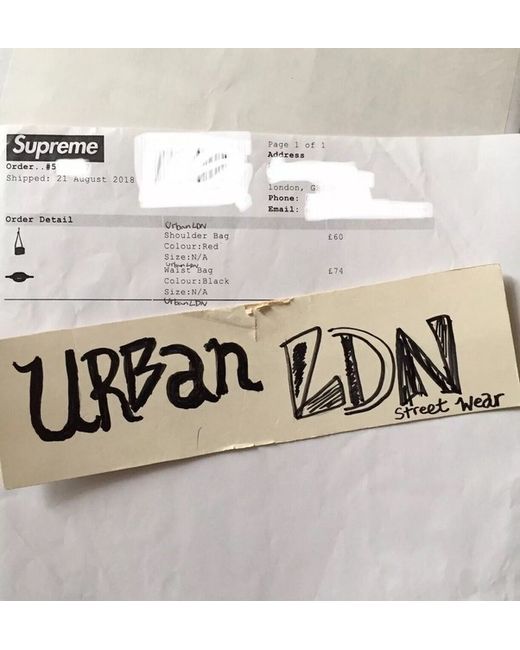 Supreme
Page 1 of 1
Order..#5
Address
Shipped: 21 August 2018
london, G
Phone:
Email:
Order Detail
UrbanLDN
Shoulder Bag £60
Colour:Red
Size:N/A
UrbanLDN
Waist Bag £74
Colour:Black
Size:N/A
UrbanLDN
URBan LDN
Street Wear